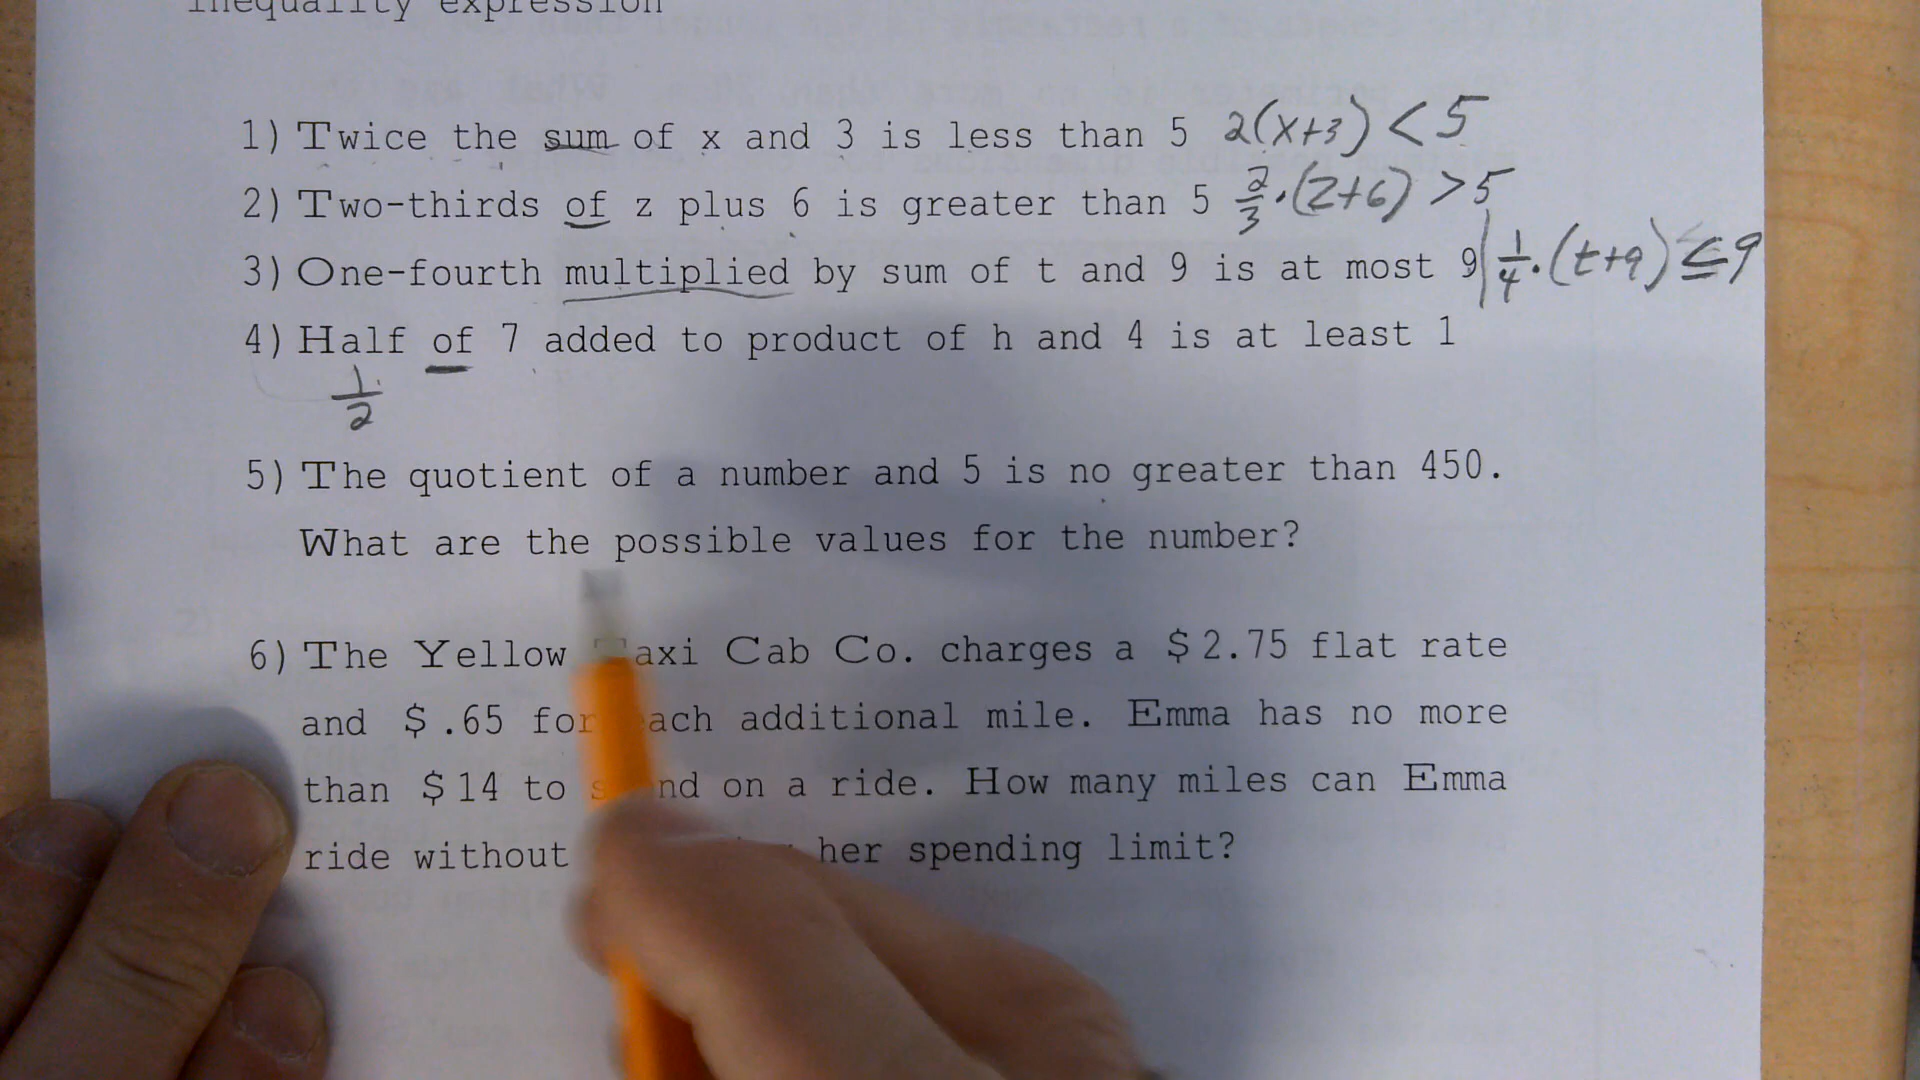 inequality expression
1) Twice the sum of x and 3 is less than 5 2(x+3) < 5
2) Two-thirds of z plus 6 is greater than 5 2/3 · (z+6) > 5
3) One-fourth multiplied by sum of t and 9 is at most 9 | 1/4 · (t+9) ≤ 9
4) Half of 7 added to product of h and 4 is at least 1
1/2
5) The quotient of a number and 5 is no greater than 450.
What are the possible values for the number?
6) The Yellow Taxi Cab Co. charges a $2.75 flat rate
and $.65 for each additional mile. Emma has no more
than $14 to spend on a ride. How many miles can Emma
ride without her spending limit?